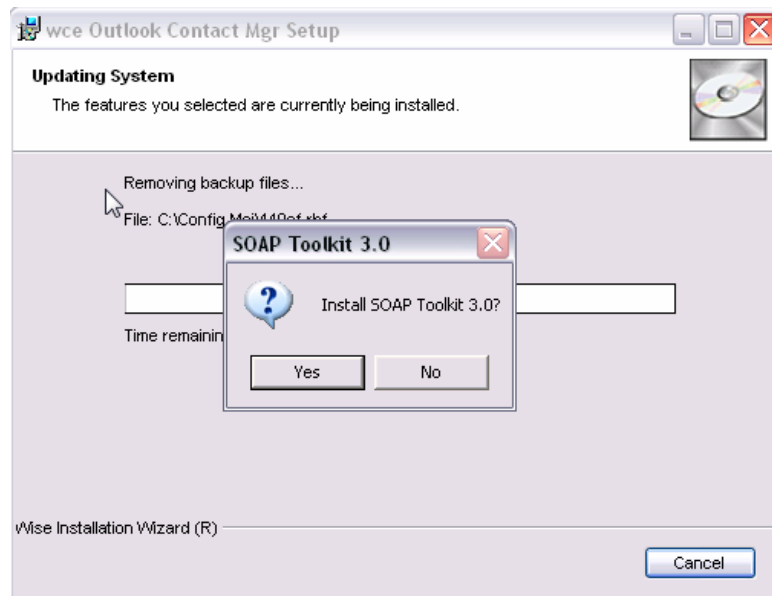 wce Outlook Contact Mgr Setup
Updating System
The features you selected are currently being installed.
Removing backup files...
File: C:\Config
SOAP Toolkit 3.0
Install SOAP Toolkit 3.0?
Time remainin
Yes No
Wise Installation Wizard (R)
Cancel